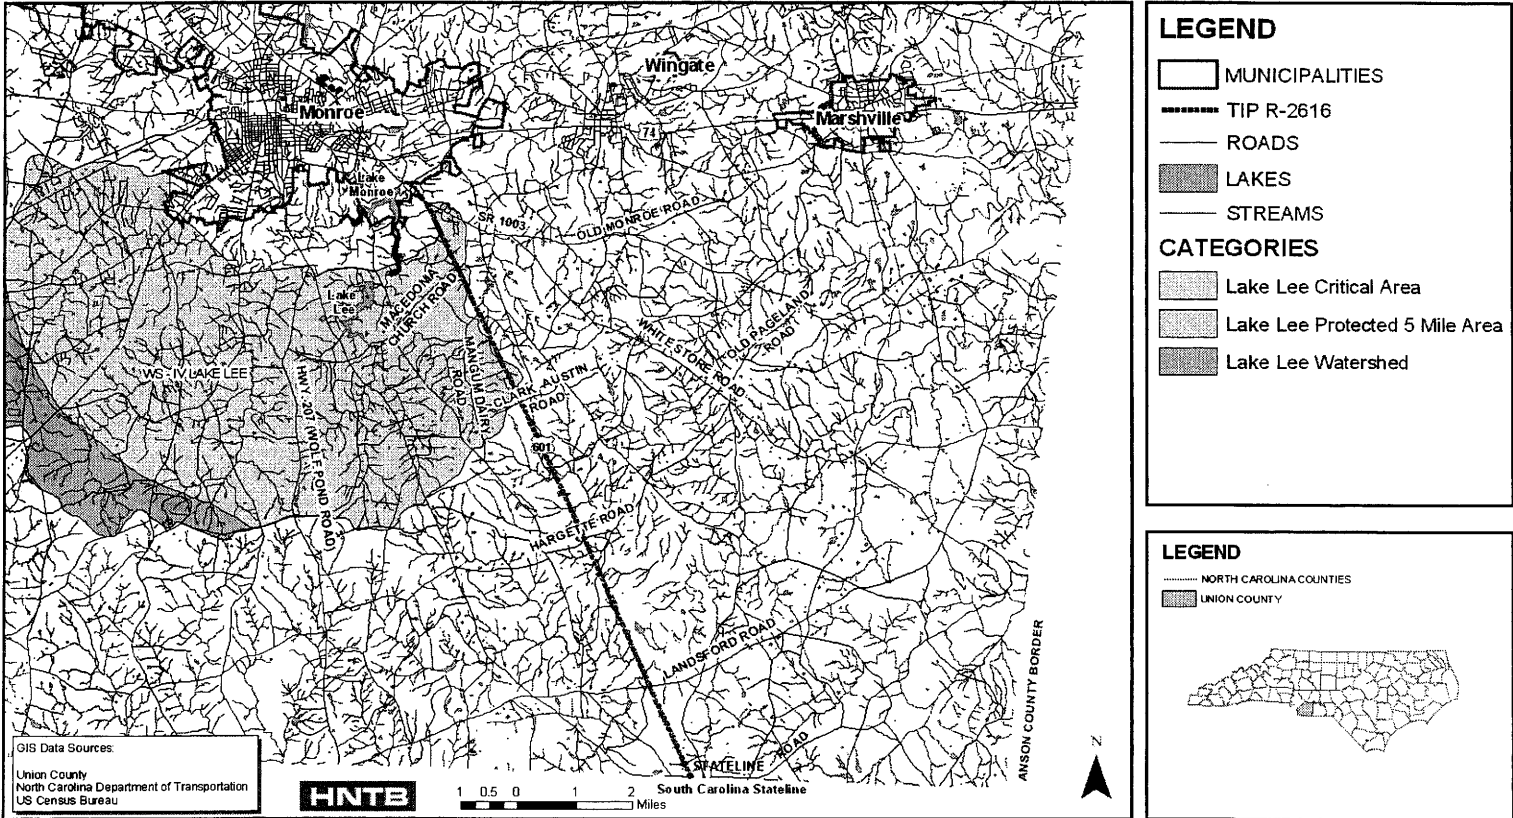 Wingate
Monroe
Marshville
74
Lake
Monroe
SR 1003
OLD MONROE ROAD
MACEDONIA
CHURCH ROAD
Lake
Lee
WHITE STORE ROAD
OLD PAGELAND
ROAD
MANGUM DAIRY
ROAD
CLARK AUSTIN
ROAD
WS - IV LAKE LEE
HWY 207 (WOLF POND ROAD)
601
HARGETTE ROAD
LANDSFORD ROAD
ANSON COUNTY BORDER
STATELINE
ROAD
South Carolina Stateline
N
GIS Data Sources:
Union County
North Carolina Department of Transportation
US Census Bureau
HNTB
1 0.5 0 1 2
Miles
LEGEND
MUNICIPALITIES
TIP R-2616
ROADS
LAKES
STREAMS
CATEGORIES
Lake Lee Critical Area
Lake Lee Protected 5 Mile Area
Lake Lee Watershed
LEGEND
NORTH CAROLINA COUNTIES
UNION COUNTY